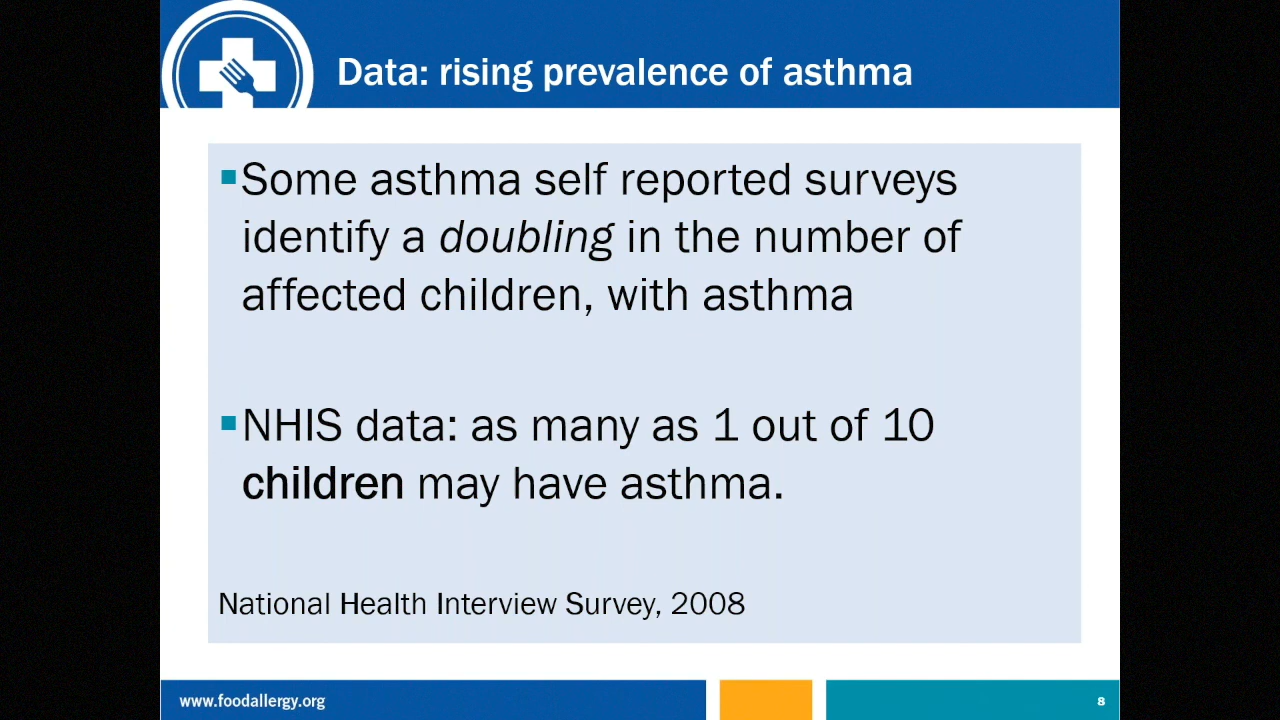 Data: rising prevalence of asthma
▪Some asthma self reported surveys
identify a doubling in the number of
affected children, with asthma
▪NHIS data: as many as 1 out of 10
children may have asthma.
National Health Interview Survey, 2008
www.foodallergy.org
8